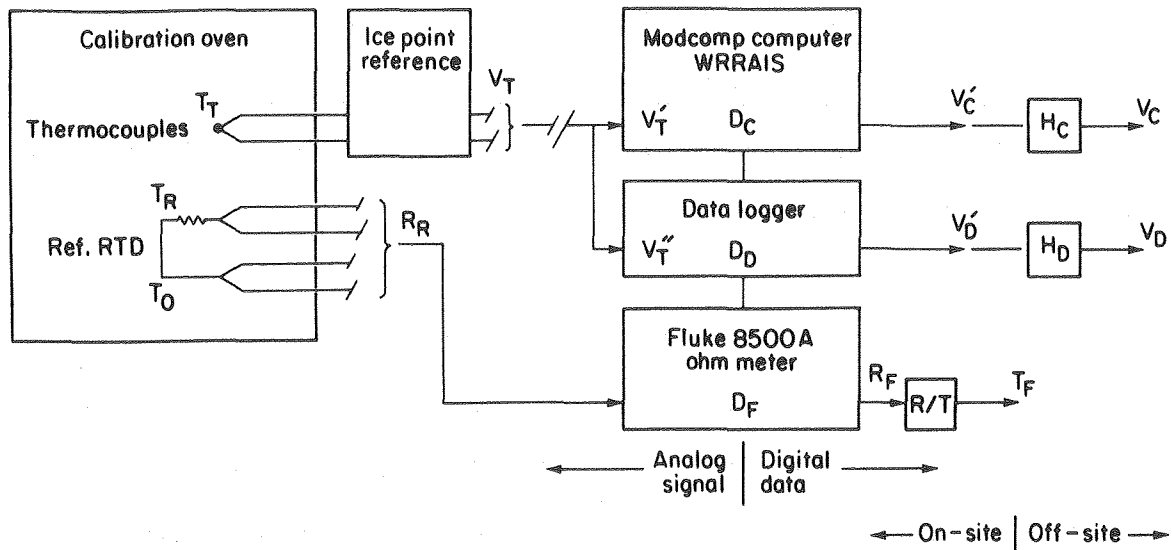 Calibration oven
Ice point
reference
Modcomp computer
WRRAIS
V_T
T_T
Thermocouples
V_T′ D_C
V_C′
H_C
V_C
T_R
Ref. RTD
T_O
R_R
Data logger
V_T″ D_D
V_D′
H_D
V_D
Fluke 8500A
ohm meter
D_F
R_F
R/T
T_F
Analog
signal
Digital
data
On-site
Off-site